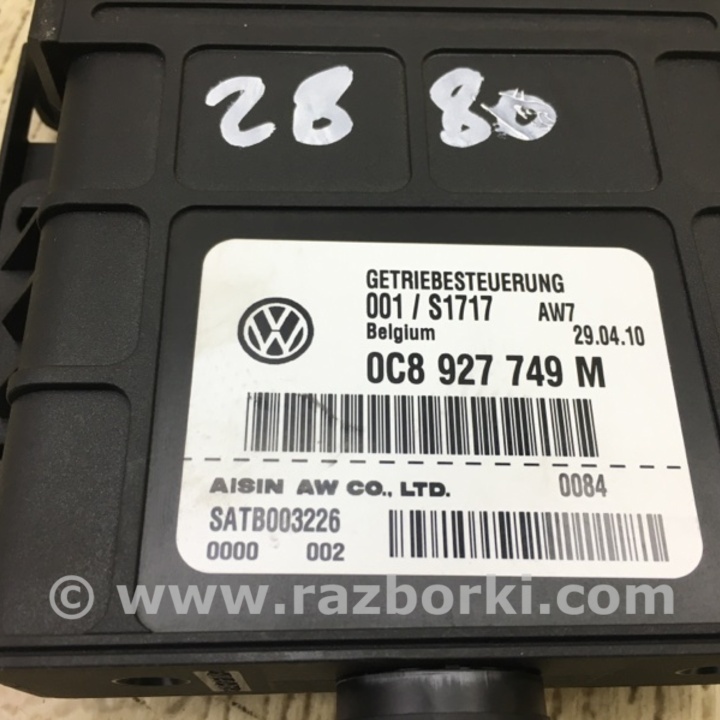 2B 80
GETRIEBESTEUERUNG
001 / S1717 AW7
Belgium 29.04.10
0C8 927 749 M
AISIN AW CO., LTD. 0084
SATB003226
0000 002
© www.razborki.com